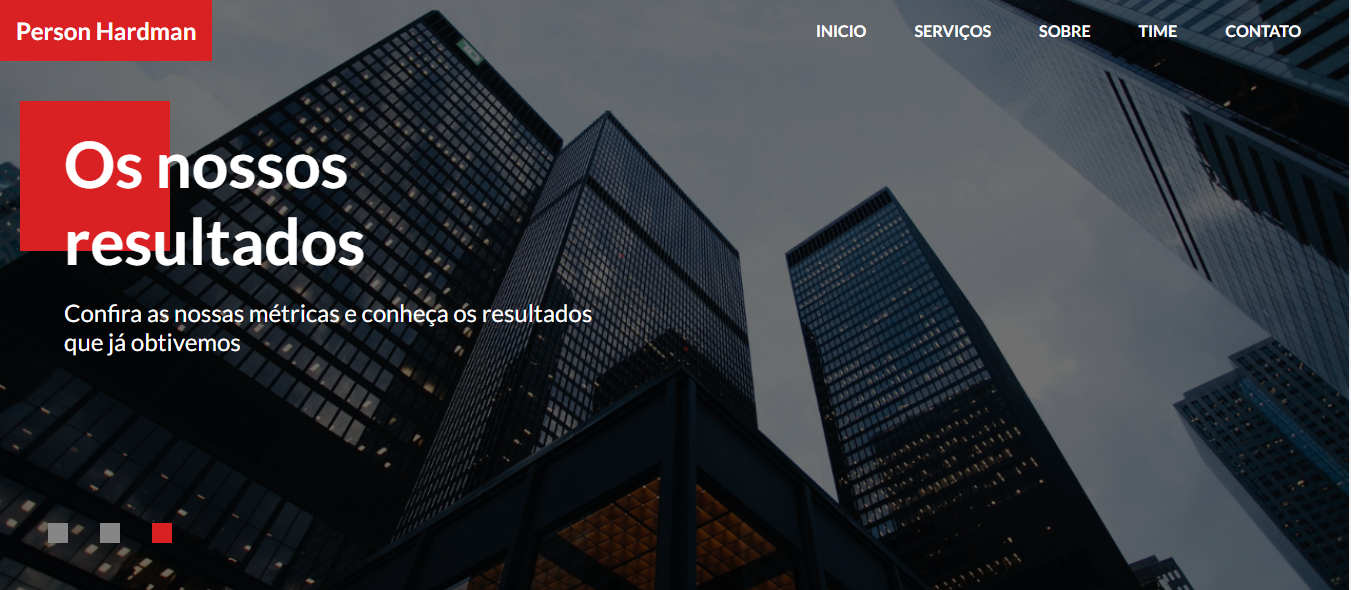 Person Hardman
INICIO
SERVIÇOS
SOBRE
TIME
CONTATO
Os nossos
resultados
Confira as nossas métricas e conheça os resultados
que já obtivemos